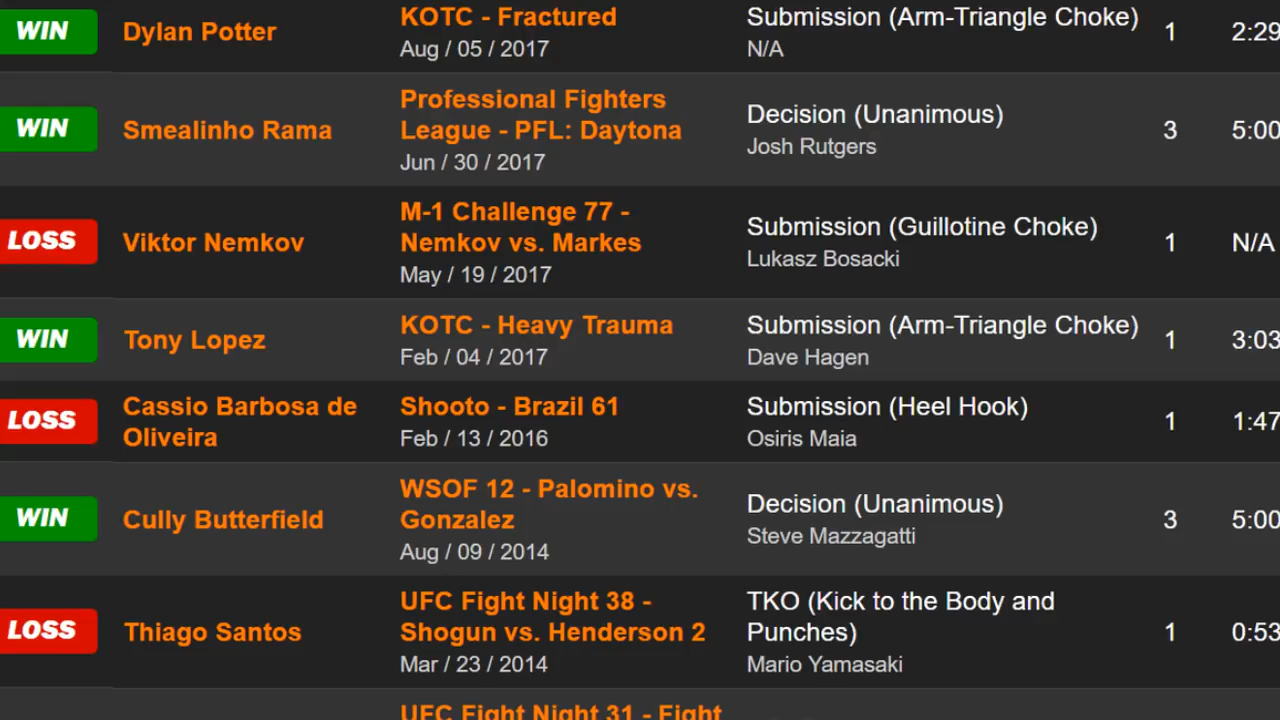 WIN
Dylan Potter
KOTC - Fractured
Aug / 05 / 2017
Submission (Arm-Triangle Choke)
N/A
1
2:29
WIN
Smealinho Rama
Professional Fighters
League - PFL: Daytona
Jun / 30 / 2017
Decision (Unanimous)
Josh Rutgers
3
5:00
LOSS
Viktor Nemkov
M-1 Challenge 77 -
Nemkov vs. Markes
May / 19 / 2017
Submission (Guillotine Choke)
Lukasz Bosacki
1
N/A
WIN
Tony Lopez
KOTC - Heavy Trauma
Feb / 04 / 2017
Submission (Arm-Triangle Choke)
Dave Hagen
1
3:03
LOSS
Cassio Barbosa de
Oliveira
Shooto - Brazil 61
Feb / 13 / 2016
Submission (Heel Hook)
Osiris Maia
1
1:47
WIN
Cully Butterfield
WSOF 12 - Palomino vs.
Gonzalez
Aug / 09 / 2014
Decision (Unanimous)
Steve Mazzagatti
3
5:00
LOSS
Thiago Santos
UFC Fight Night 38 -
Shogun vs. Henderson 2
Mar / 23 / 2014
TKO (Kick to the Body and
Punches)
Mario Yamasaki
1
0:53
UFC Fight Night 31 - Fight